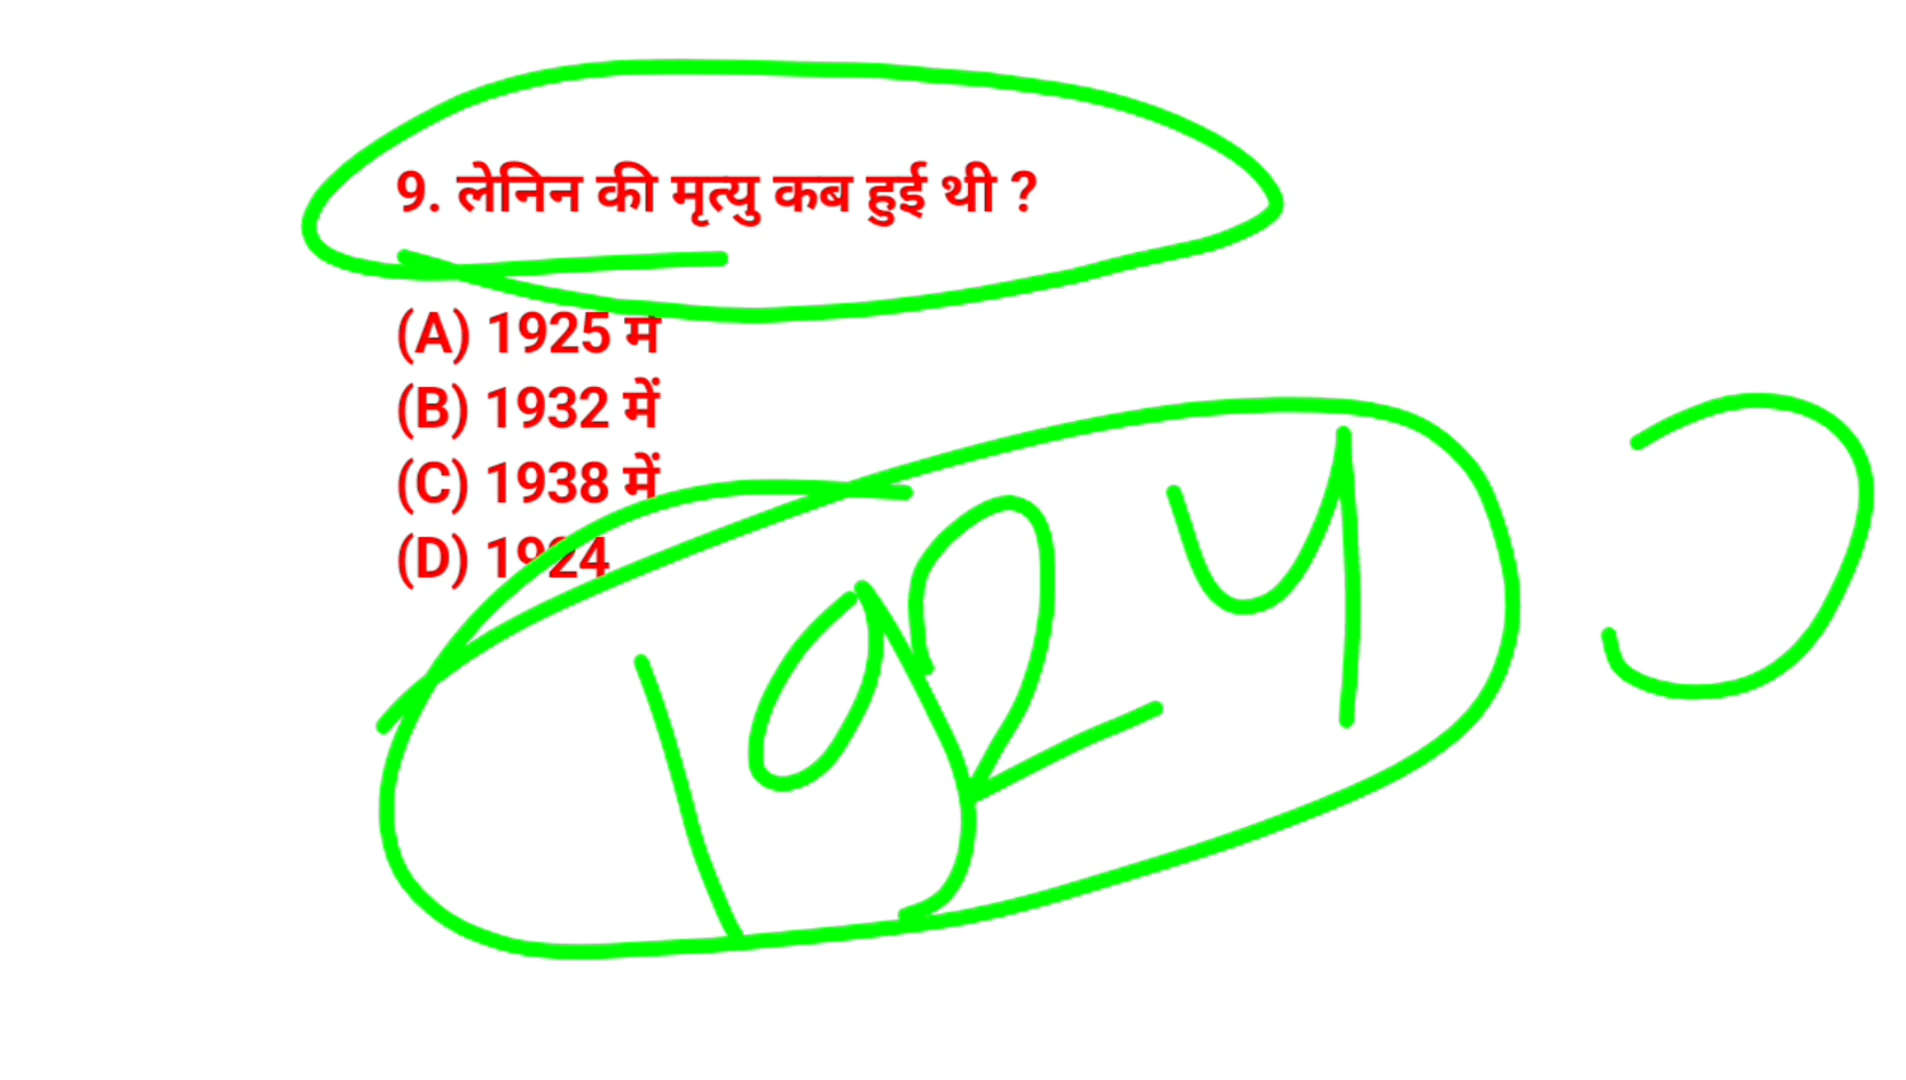 9. लेनिन की मृत्यु कब हुई थी ?
(A) 1925 में
(B) 1932 में
(C) 1938 में
(D) 1924
1924